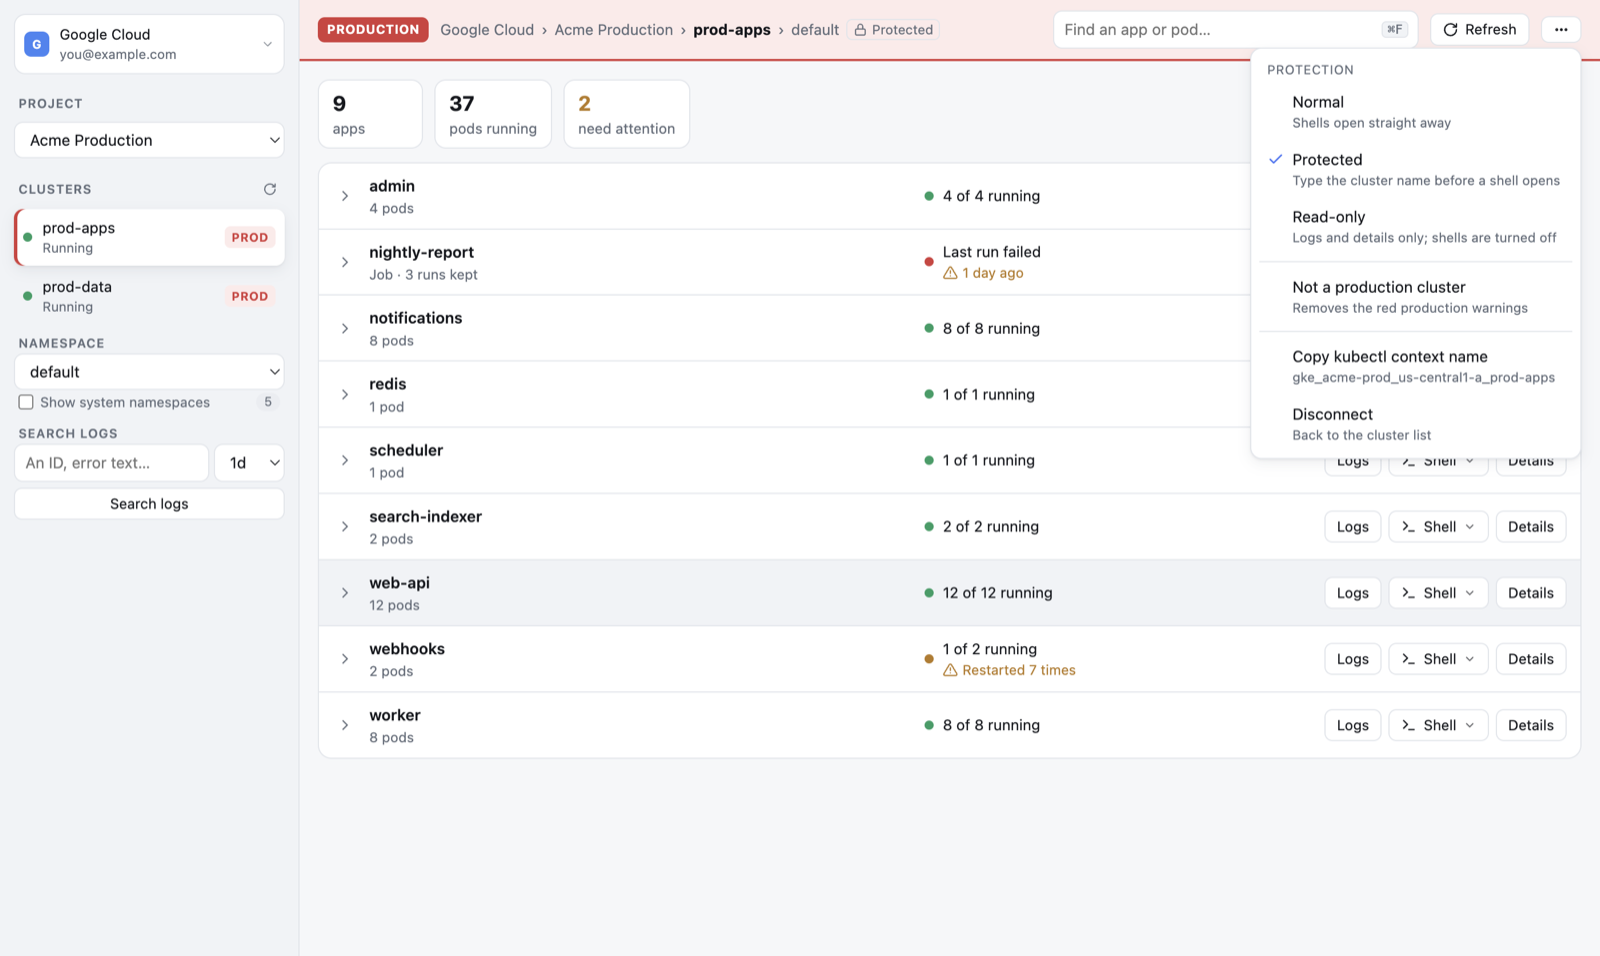 G
Google Cloud
you@example.com
PROJECT
Acme Production
CLUSTERS
prod-apps
Running
PROD
prod-data
Running
PROD
NAMESPACE
default
Show system namespaces
5
SEARCH LOGS
An ID, error text...
1d
Search logs
PRODUCTION
Google Cloud › Acme Production › prod-apps › default
Protected
Find an app or pod...
⌘F
Refresh
9
apps
37
pods running
2
need attention
admin
4 pods
4 of 4 running
nightly-report
Job · 3 runs kept
Last run failed
1 day ago
notifications
8 pods
8 of 8 running
redis
1 pod
1 of 1 running
scheduler
1 pod
1 of 1 running
Logs
Shell
Details
search-indexer
2 pods
2 of 2 running
Logs
Shell
Details
web-api
12 pods
12 of 12 running
Logs
Shell
Details
webhooks
2 pods
1 of 2 running
Restarted 7 times
Logs
Shell
Details
worker
8 pods
8 of 8 running
Logs
Shell
Details
PROTECTION
Normal
Shells open straight away
Protected
Type the cluster name before a shell opens
Read-only
Logs and details only; shells are turned off
Not a production cluster
Removes the red production warnings
Copy kubectl context name
gke_acme-prod_us-central1-a_prod-apps
Disconnect
Back to the cluster list